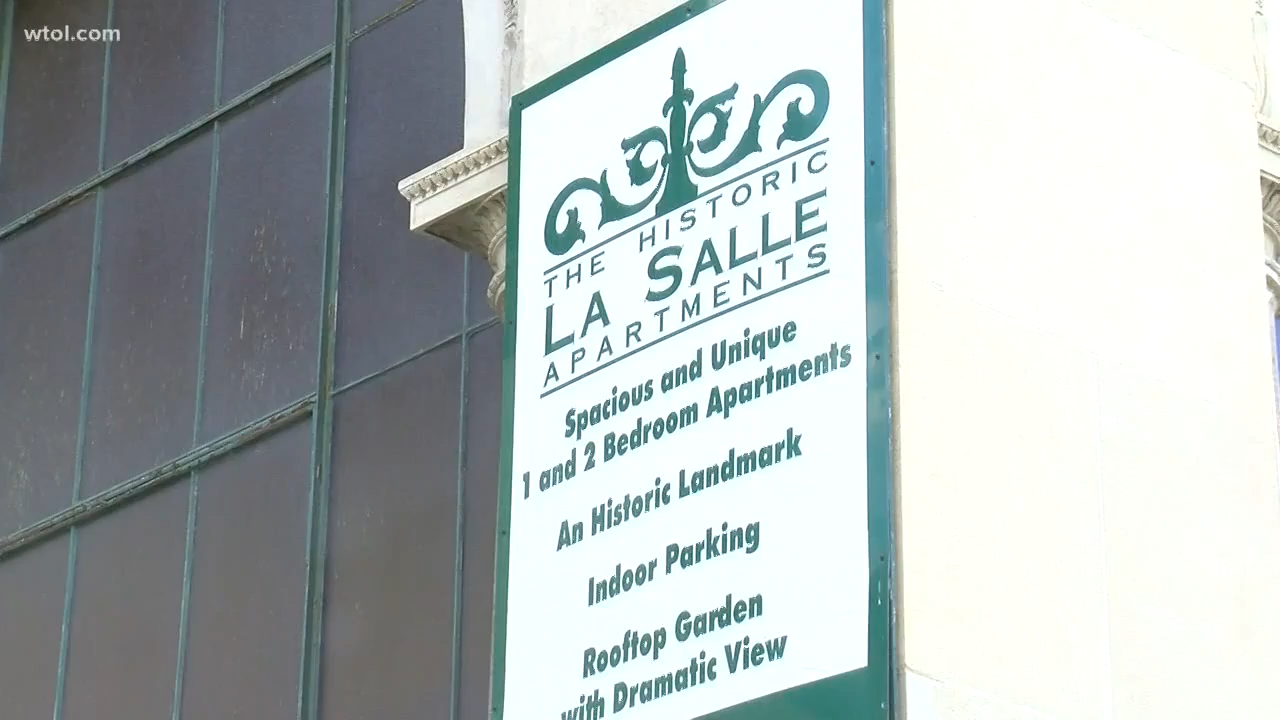 wtol.com
THE HISTORIC
LA SALLE
APARTMENTS
Spacious and Unique
1 and 2 Bedroom Apartments
An Historic Landmark
Indoor Parking
Rooftop Garden
with Dramatic View